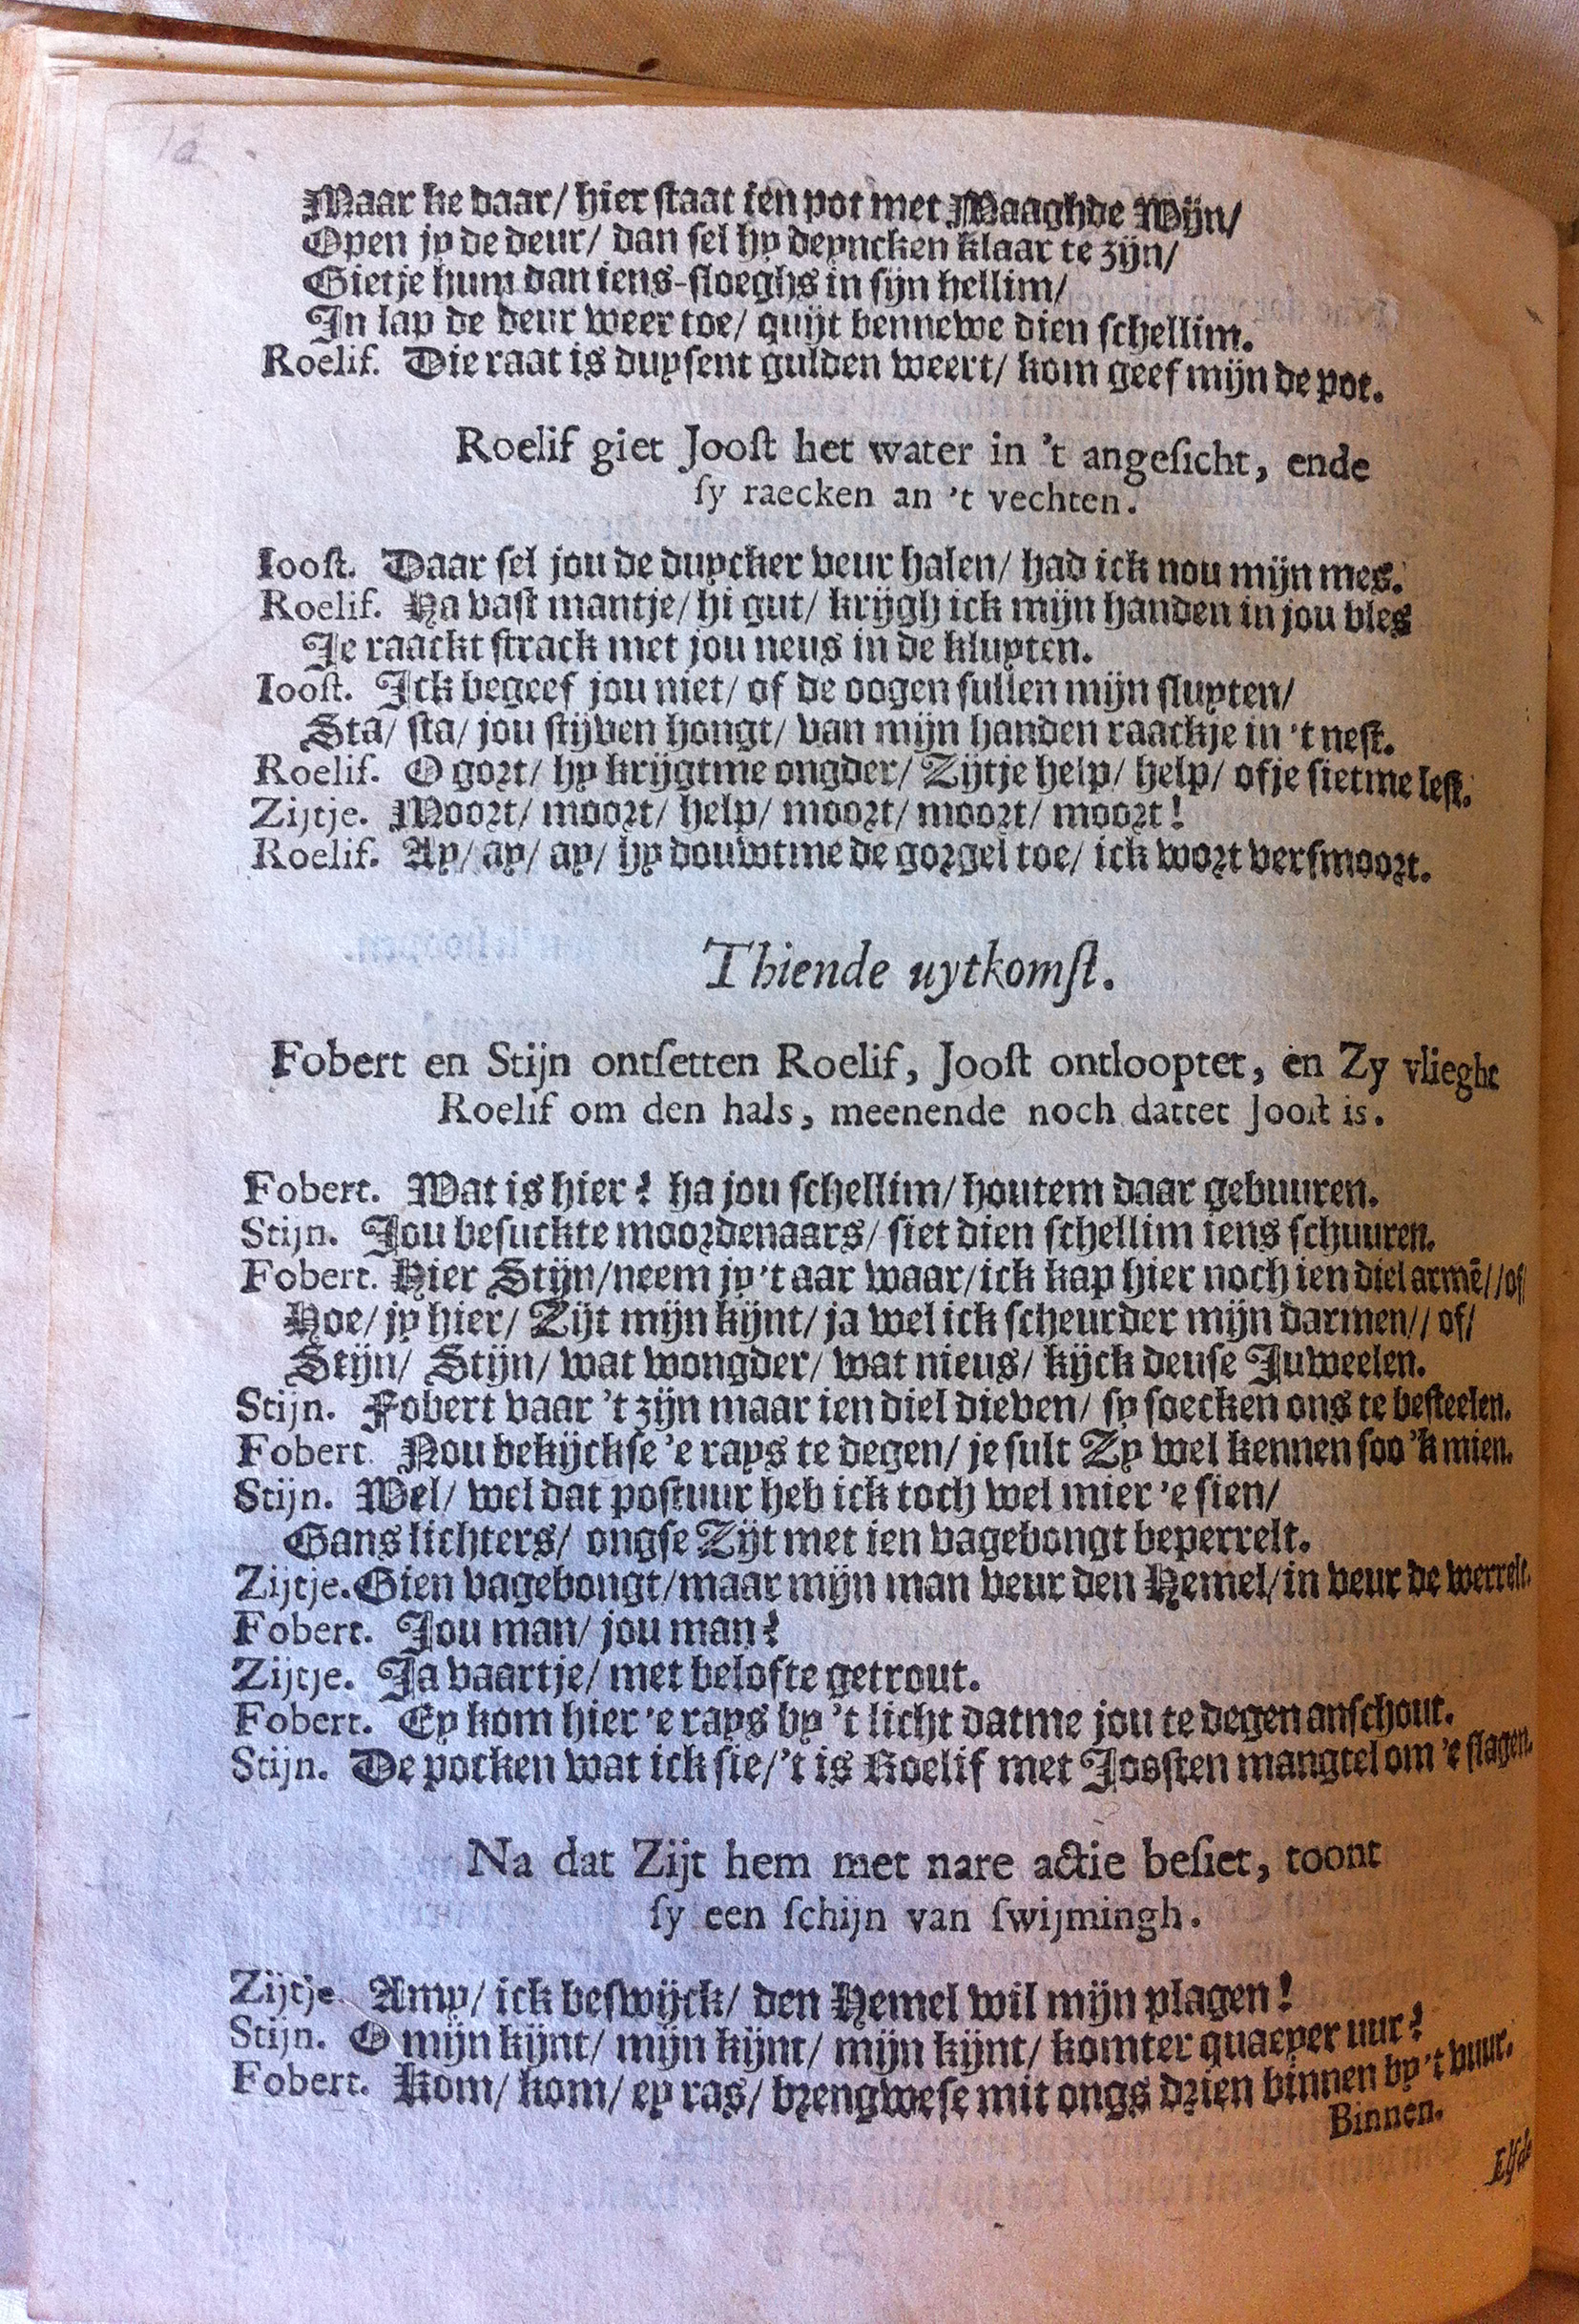 Maar ke daar/ hier staat ien pot met Maaghde Wijn/
Open jy de deur/ dan sel hy deyncken klaar te zijn/
Gietje hum dan iens-sloeghs in sijn hellim/
In lap de deur weer toe/ quijt bennewe dien schellim.
Roelif. Die raat is duysent gulden weert/ kom geef mijn de pot.
Roelif giet Joost het water in 't angesicht, ende
sy raecken an 't vechten.
Ioost. Daar sel jou de duycker veur halen/ had ick nou mijn mes.
Roelif. Ha vast mantje/ hi gut/ krijgh ick mijn handen in jou vles
Je raackt strack met jou neus in de kluyten.
Ioost. Ick begeef jou niet/ of de oogen sullen mijn sluyten/
Sta/ sta/ jou stijven hongt/ van mijn handen raackje in 't nest.
Roelif. O gort/ hy krijgtme ongder/ Zijtje help/ help/ of je sietme lest.
Zijtje. Moort/ moort/ help/ moort/ moort/ moort!
Roelif. Ay/ ay/ ay/ hy douwtme de gorgel toe/ ick wort versmoort.
Thiende uytkomst.
Fobert en Stijn ontsetten Roelif, Joost ontlooptet, en Zy vlieght
Roelif om den hals, meenende noch dattet Joost is.
Fobert. Wat is hier? ha jou schellim/ houtem daar gebuuren.
Stijn. Jou besuckte moordenaars/ siet dien schellim iens schuuren.
Fobert. Hier Stijn/ neem jy 't aar waar/ ick kap hier noch ien diel armē//of/
Hoe/ jy hier/ Zijt mijn kijnt/ ja wel ick scheurder mijn darmen// of/
Stijn/ Stijn/ wat wongder/ wat nieus/ kijck deuse Juweelen.
Stijn. Fobert vaar 't zijn maar ien diel dieven/ sy soecken ons te besteelen.
Fobert. Nou bekijckse 'e rays te degen/ je sult Zy wel kennen soo 'k mien.
Stijn. Wel/ wel dat postuur heb ick toch wel mier 'e sien/
Gans lichters/ ongse Zijt met ien vagebongt beperrelt.
Zijtje. Gien vagebongt/ maar mijn man veur den Hemel/ in veur de werrelt.
Fobert. Jou man/ jou man?
Zijtje. Ja vaartje/ met belofte getrout.
Fobert. Ey kom hier 'e rays by 't licht datme jou te degen anschout.
Stijn. De pocken wat ick sie/ 't is Roelif met Joosten mangtel om 'e slagen.
Na dat Zijt hem met nare actie besiet, toont
sy een schijn van swijmingh.
Zijtje. Amy/ ick beswijck/ den Hemel wil mijn plagen!
Stijn. O mijn kijnt/ mijn kijnt/ mijn kijnt/ komter quaeper uur?
Fobert. Kom/ kom/ ey ras/ brengwese mit ongs drien binnen by 't vuur.
Binnen.
Elfde